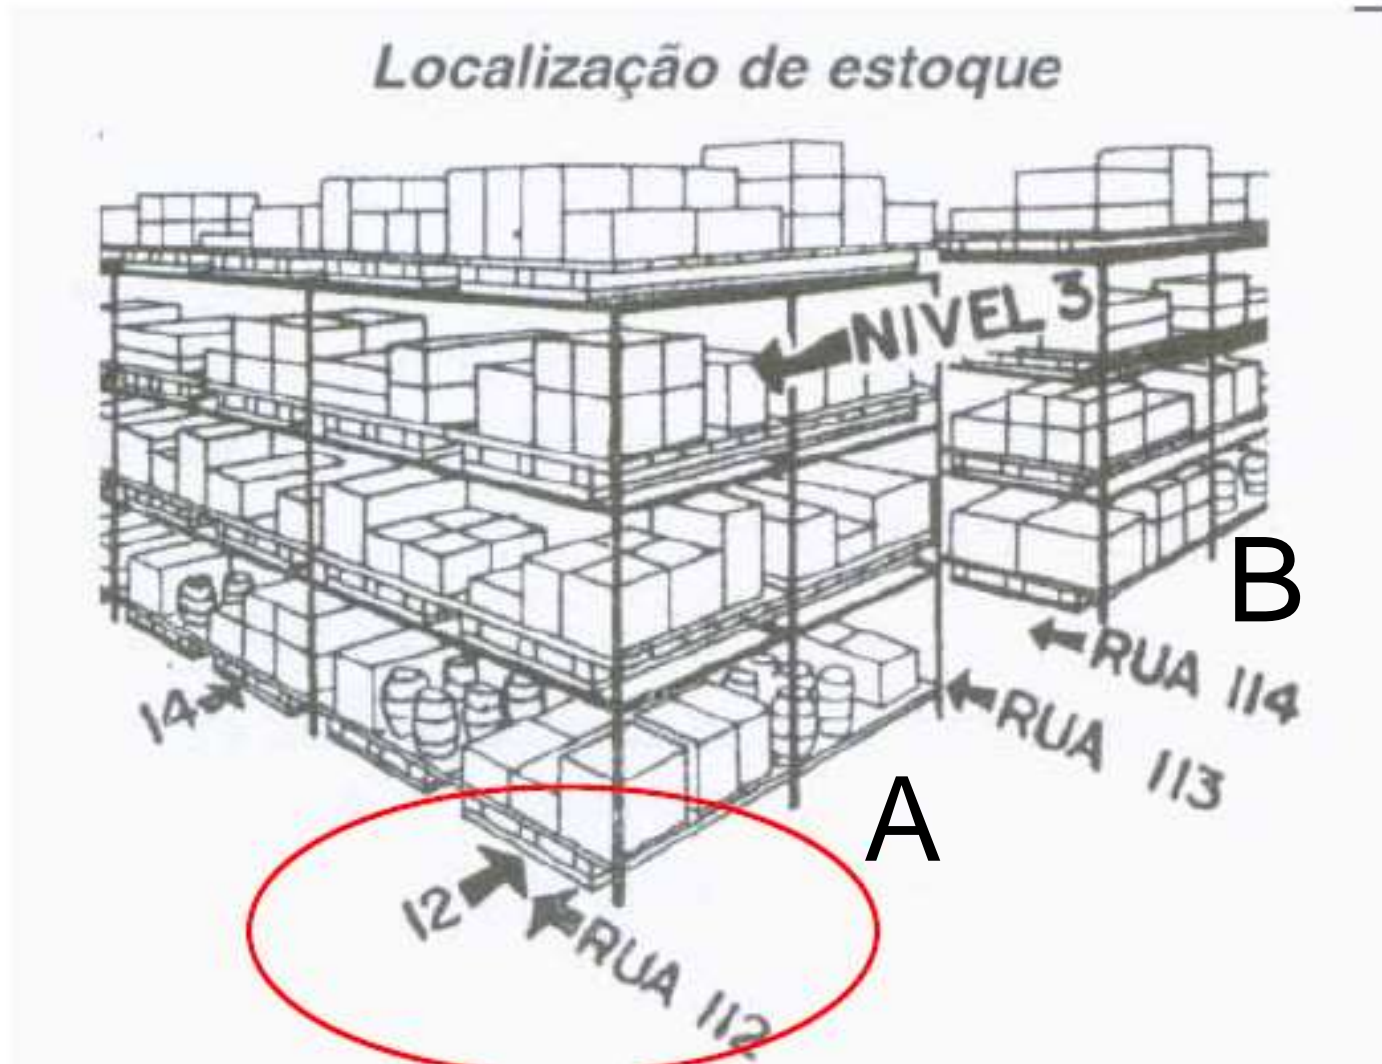 Localização de estoque
NIVEL 3
B
RUA 114
14
RUA 113
A
12
RUA 112